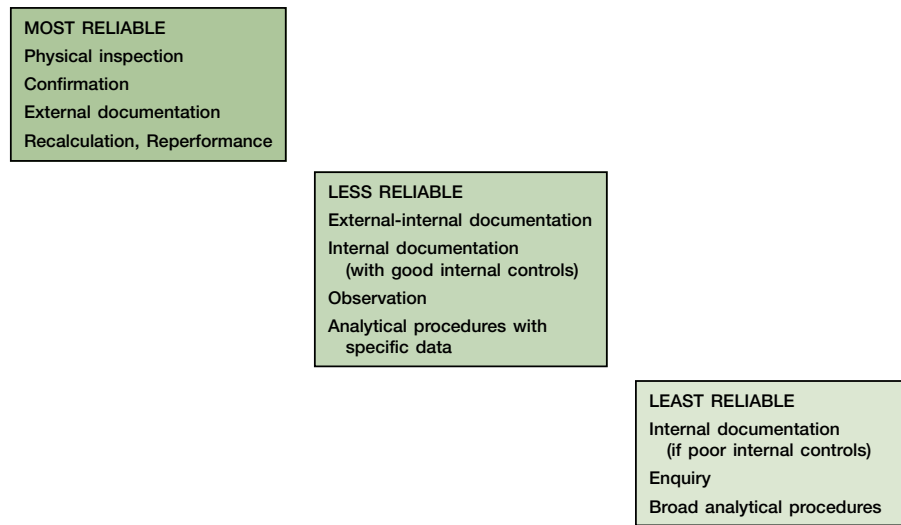 MOST RELIABLE
Physical inspection
Confirmation
External documentation
Recalculation, Reperformance
LESS RELIABLE
External-internal documentation
Internal documentation
(with good internal controls)
Observation
Analytical procedures with
specific data
LEAST RELIABLE
Internal documentation
(if poor internal controls)
Enquiry
Broad analytical procedures